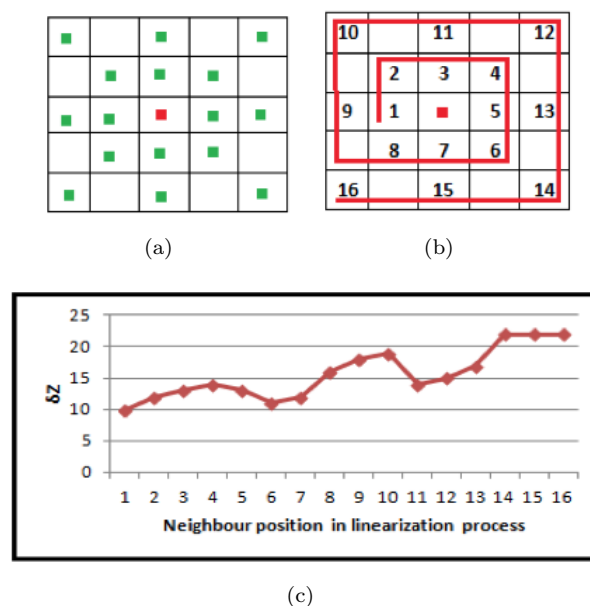 10 11 12
2 3 4
9 1 5 13
8 7 6
16 15 14
(a) (b)
25
20
15
10
5
0
δZ
1 2 3 4 5 6 7 8 9 10 11 12 13 14 15 16
Neighbour position in linearization process
(c)